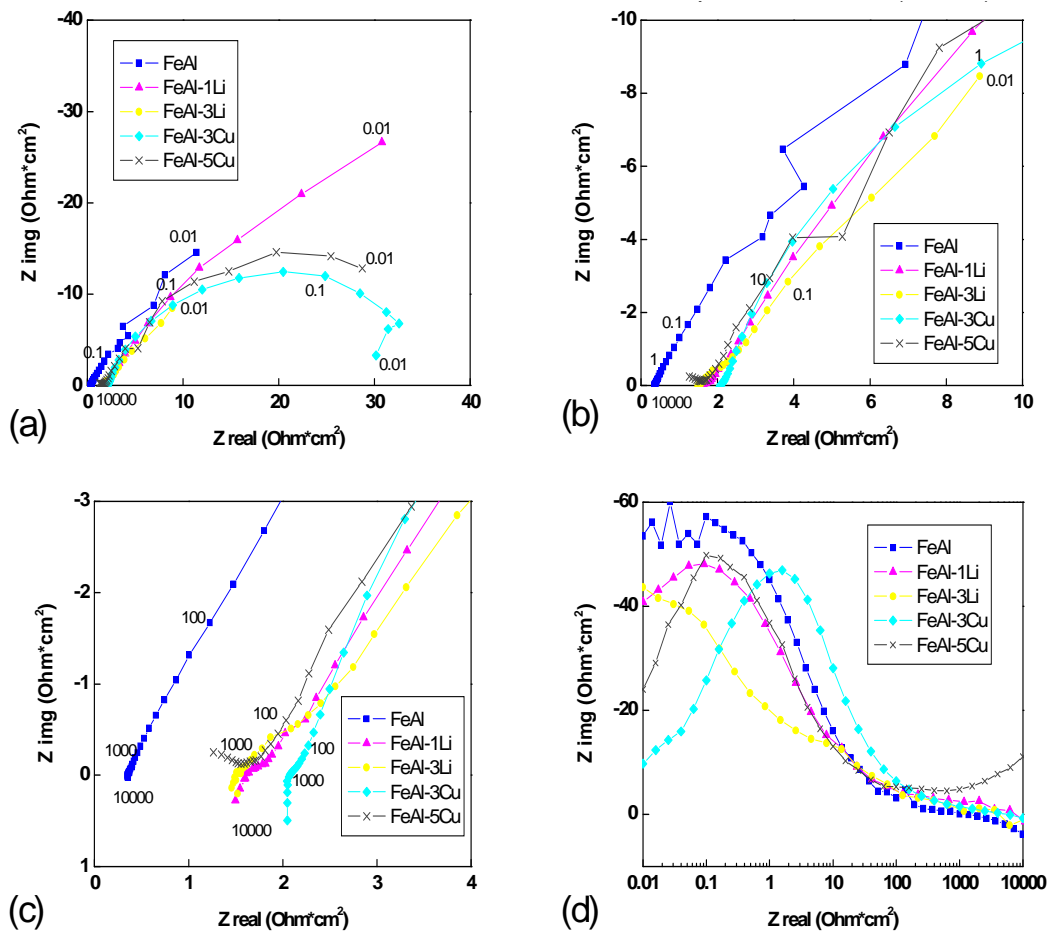 -40
-30
-20
-10
0
0 10 20 30 40
FeAl
FeAl-1Li
FeAl-3Li
FeAl-3Cu
FeAl-5Cu
0.01
0.01
0.01
0.1
0.01
0.1
0.1
0.01
10000
Z img (Ohm*cm²)
Z real (Ohm*cm²)
(a)
-10
-8
-6
-4
-2
0
2 4 6 8 10
FeAl
FeAl-1Li
FeAl-3Li
FeAl-3Cu
FeAl-5Cu
1
0.01
10
0.1
0.1
1
10000
Z img (Ohm*cm²)
Z real (Ohm*cm²)
(b)
-3
-2
-1
0
1
0 1 2 3 4
FeAl
FeAl-1Li
FeAl-3Li
FeAl-3Cu
FeAl-5Cu
100
100
100
1000
1000
1000
10000
10000
Z img (Ohm*cm²)
Z real (Ohm*cm²)
(c)
-60
-40
-20
0
0.01 0.1 1 10 100 1000 10000
FeAl
FeAl-1Li
FeAl-3Li
FeAl-3Cu
FeAl-5Cu
Z img (Ohm*cm²)
Z real (Ohm*cm²)
(d)